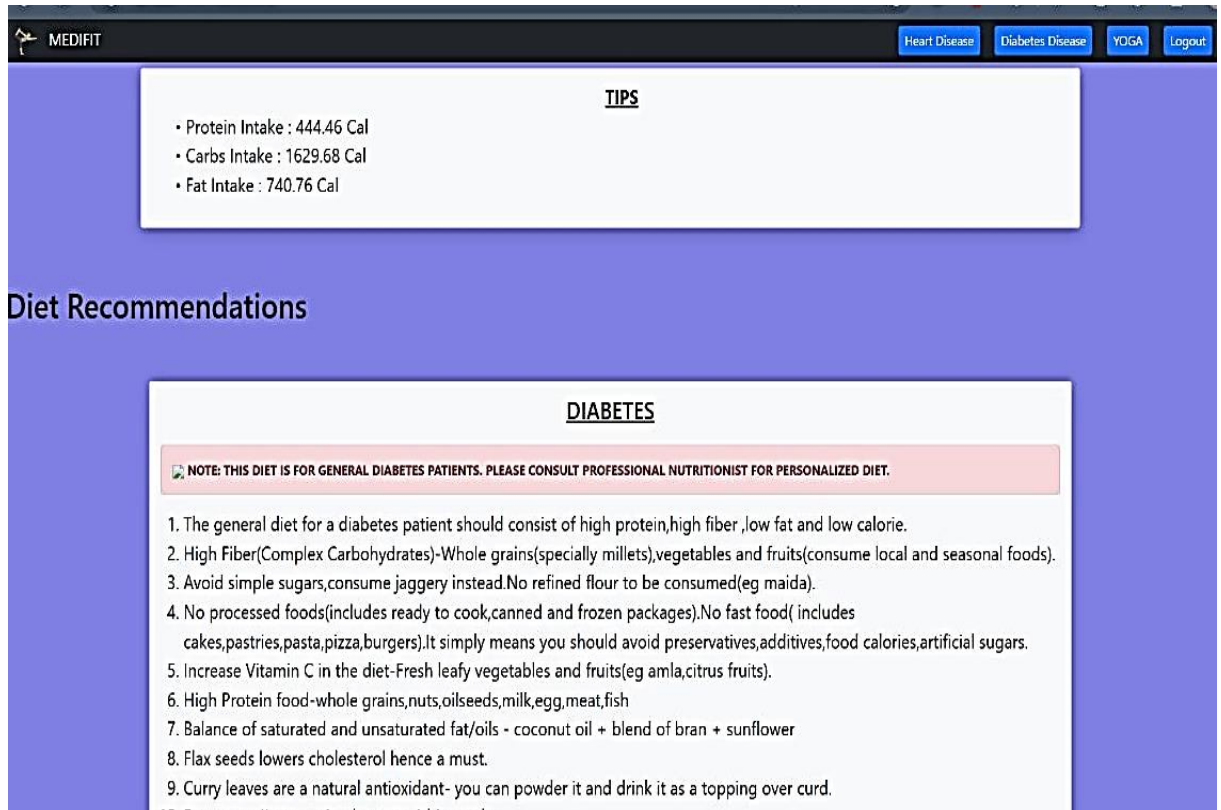 MEDIFIT Heart Disease Diabetes Disease YOGA Logout
TIPS
• Protein Intake : 444.46 Cal
• Carbs Intake : 1629.68 Cal
• Fat Intake : 740.76 Cal
Diet Recommendations
DIABETES
NOTE: THIS DIET IS FOR GENERAL DIABETES PATIENTS. PLEASE CONSULT PROFESSIONAL NUTRITIONIST FOR PERSONALIZED DIET.
1. The general diet for a diabetes patient should consist of high protein,high fiber ,low fat and low calorie.
2. High Fiber(Complex Carbohydrates)-Whole grains(specially millets),vegetables and fruits(consume local and seasonal foods).
3. Avoid simple sugars,consume jaggery instead.No refined flour to be consumed(eg maida).
4. No processed foods(includes ready to cook,canned and frozen packages).No fast food( includes
cakes,pastries,pasta,pizza,burgers).It simply means you should avoid preservatives,additives,food calories,artificial sugars.
5. Increase Vitamin C in the diet-Fresh leafy vegetables and fruits(eg amla,citrus fruits).
6. High Protein food-whole grains,nuts,oilseeds,milk,egg,meat,fish
7. Balance of saturated and unsaturated fat/oils - coconut oil + blend of bran + sunflower
8. Flax seeds lowers cholesterol hence a must.
9. Curry leaves are a natural antioxidant- you can powder it and drink it as a topping over curd.